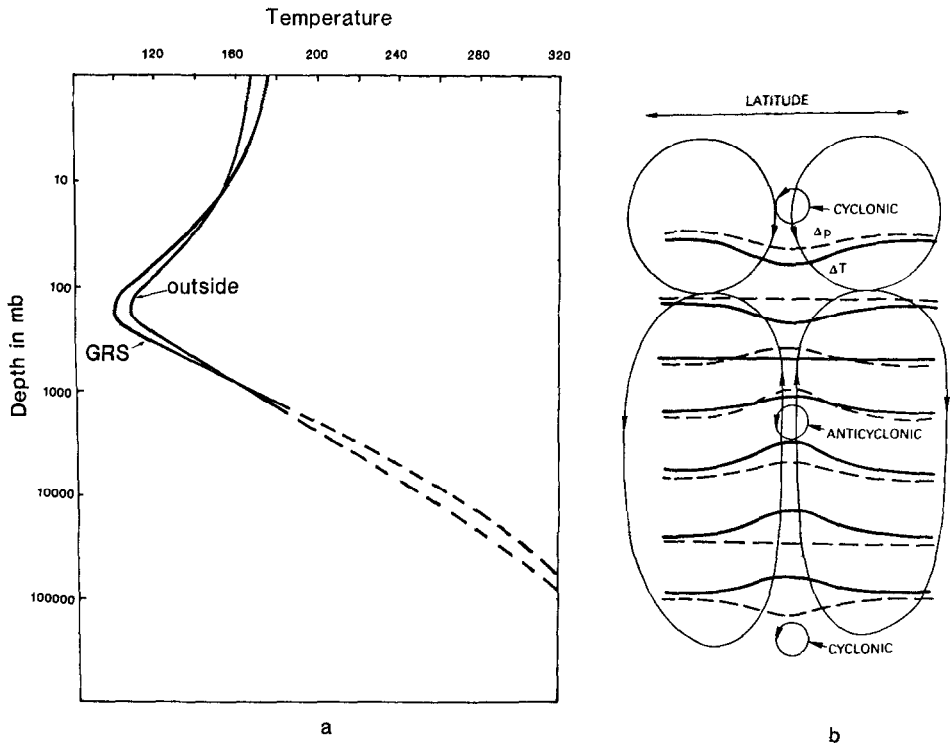 Temperature
120 160 200 240 280 320
10
100
1000
10000
100000
Depth in mb
outside
GRS
a
LATITUDE
CYCLONIC
Δp
ΔT
ANTICYCLONIC
CYCLONIC
b